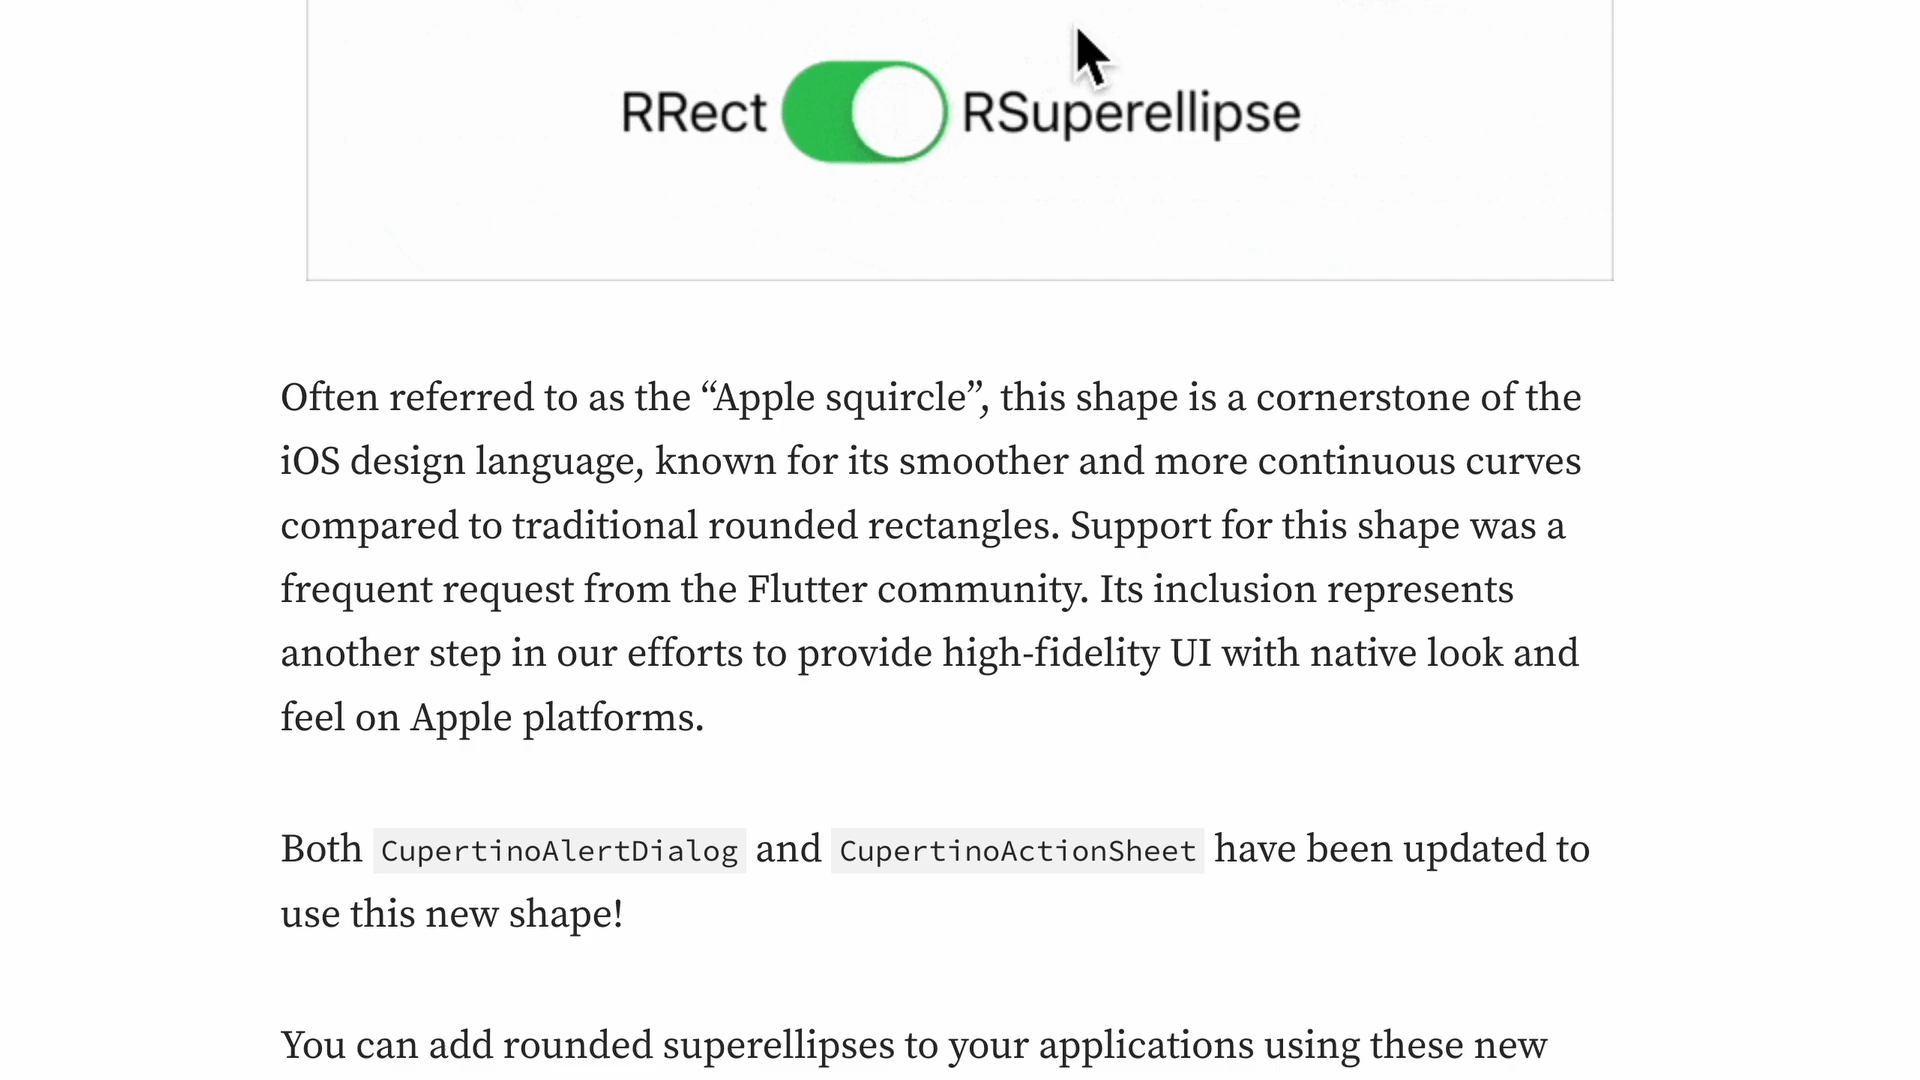 RRect RSuperellipse
Often referred to as the “Apple squircle”, this shape is a cornerstone of the
iOS design language, known for its smoother and more continuous curves
compared to traditional rounded rectangles. Support for this shape was a
frequent request from the Flutter community. Its inclusion represents
another step in our efforts to provide high-fidelity UI with native look and
feel on Apple platforms.
Both CupertinoAlertDialog and CupertinoActionSheet have been updated to
use this new shape!
You can add rounded superellipses to your applications using these new